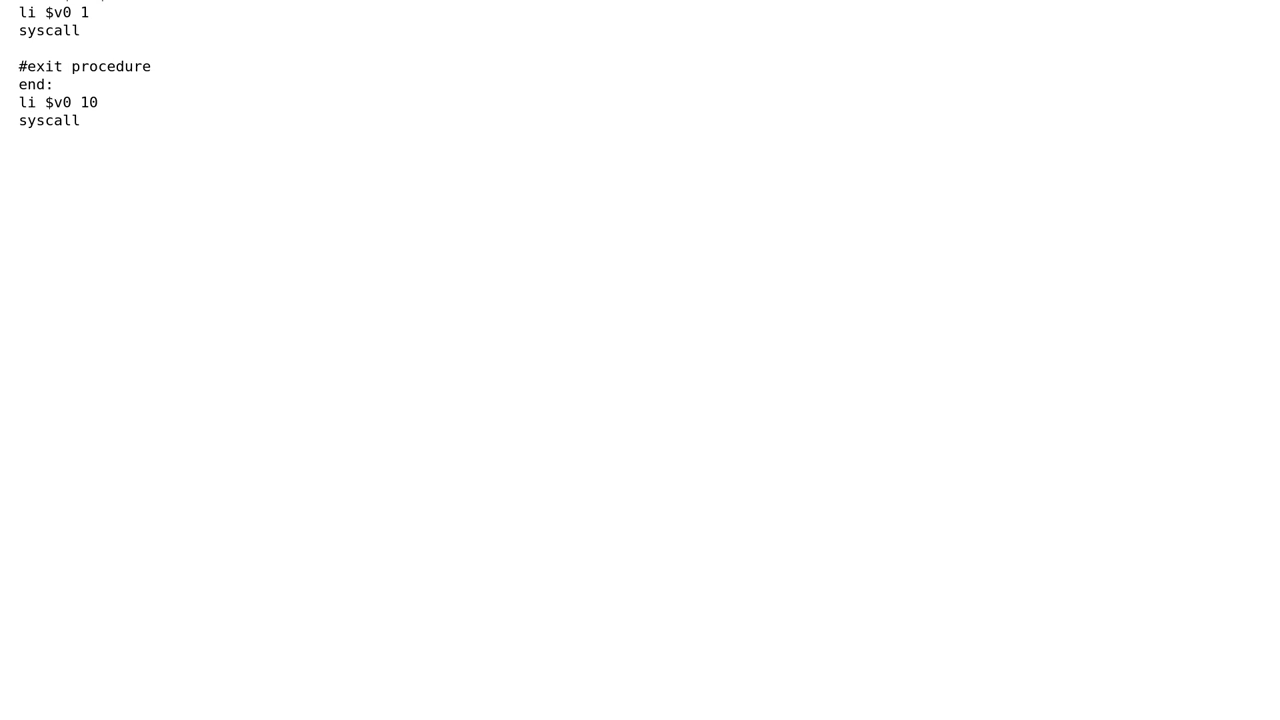 li $v0 1
syscall

#exit procedure
end:
li $v0 10
syscall